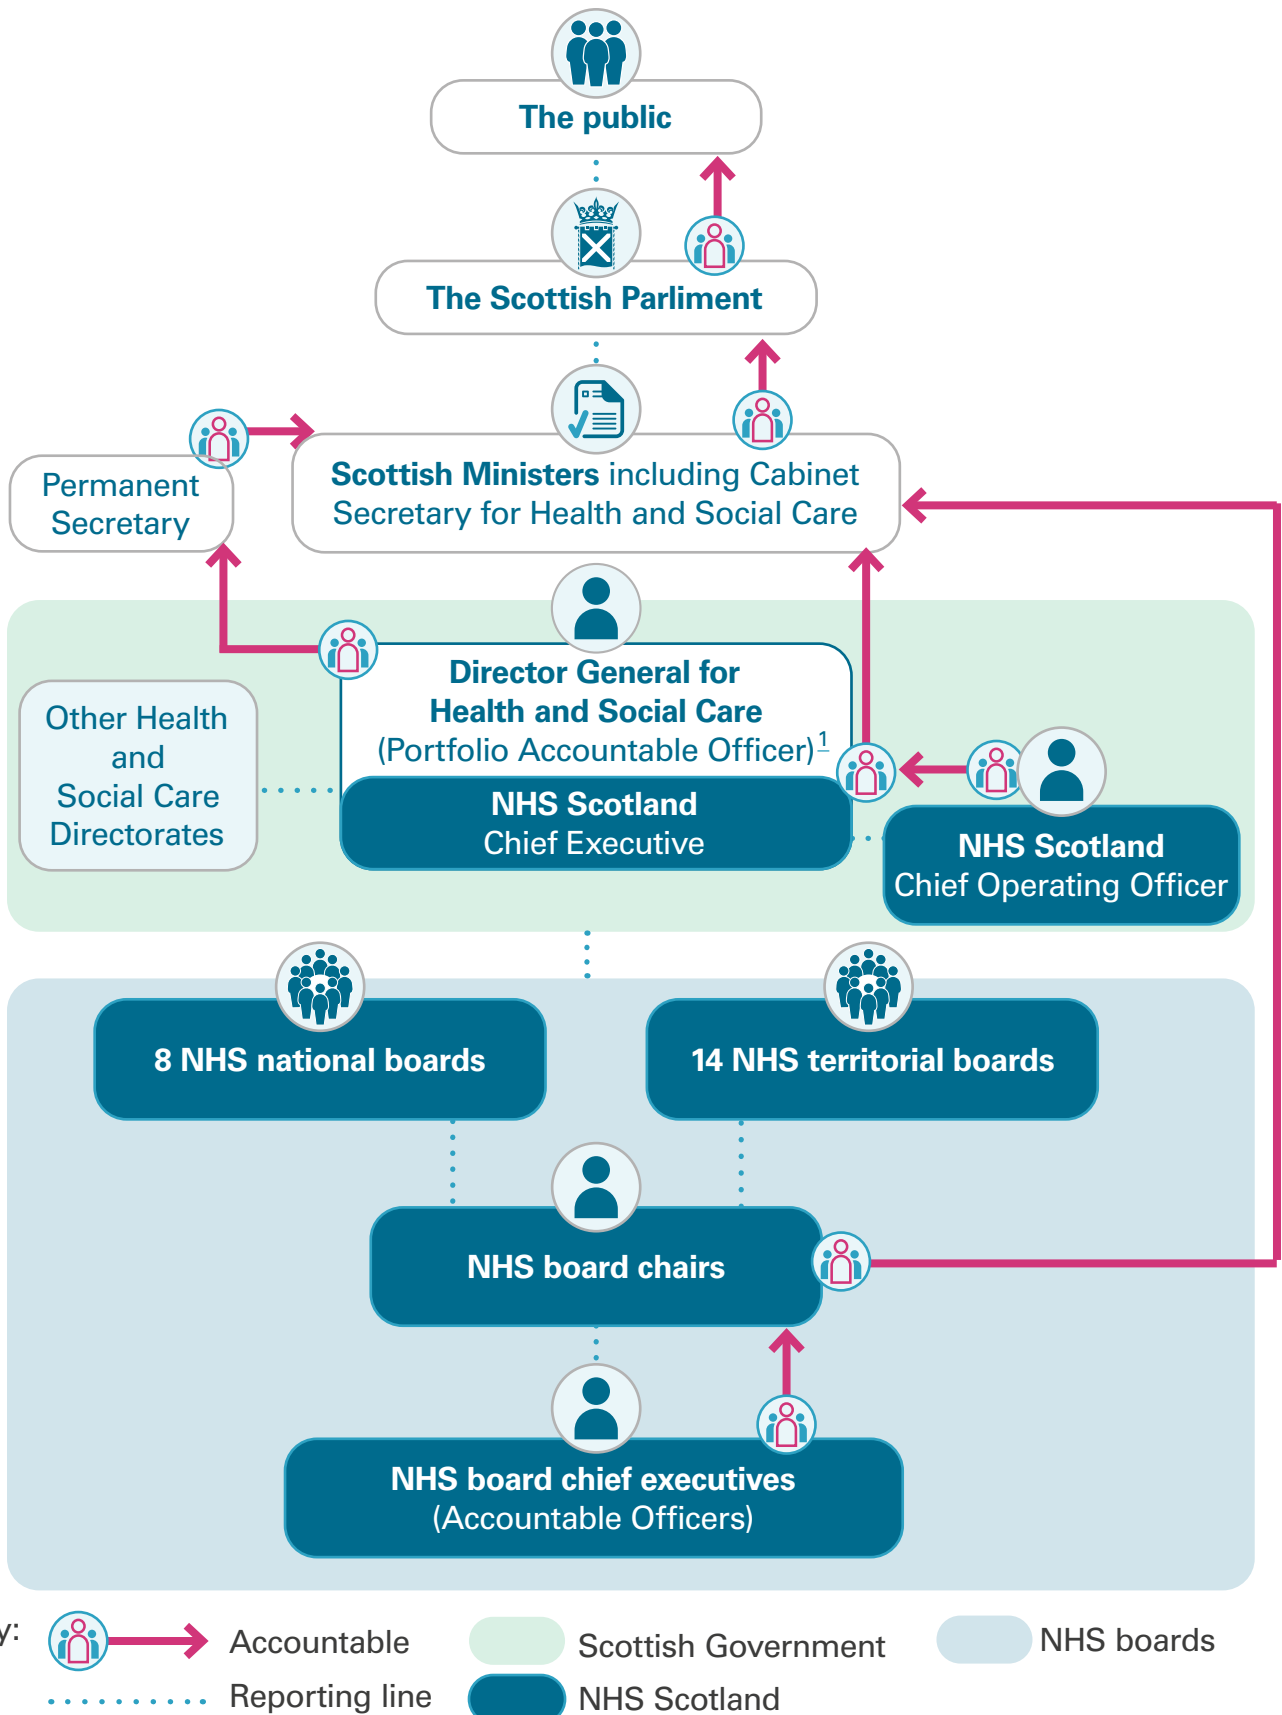 The public
The Scottish Parliment
Scottish Ministers including Cabinet
Secretary for Health and Social Care
Permanent
Secretary
Director General for
Health and Social Care
(Portfolio Accountable Officer)1
NHS Scotland
Chief Executive
Other Health
and
Social Care
Directorates
NHS Scotland
Chief Operating Officer
8 NHS national boards
14 NHS territorial boards
NHS board chairs
NHS board chief executives
(Accountable Officers)
y:
Accountable
Scottish Government
NHS boards
Reporting line
NHS Scotland